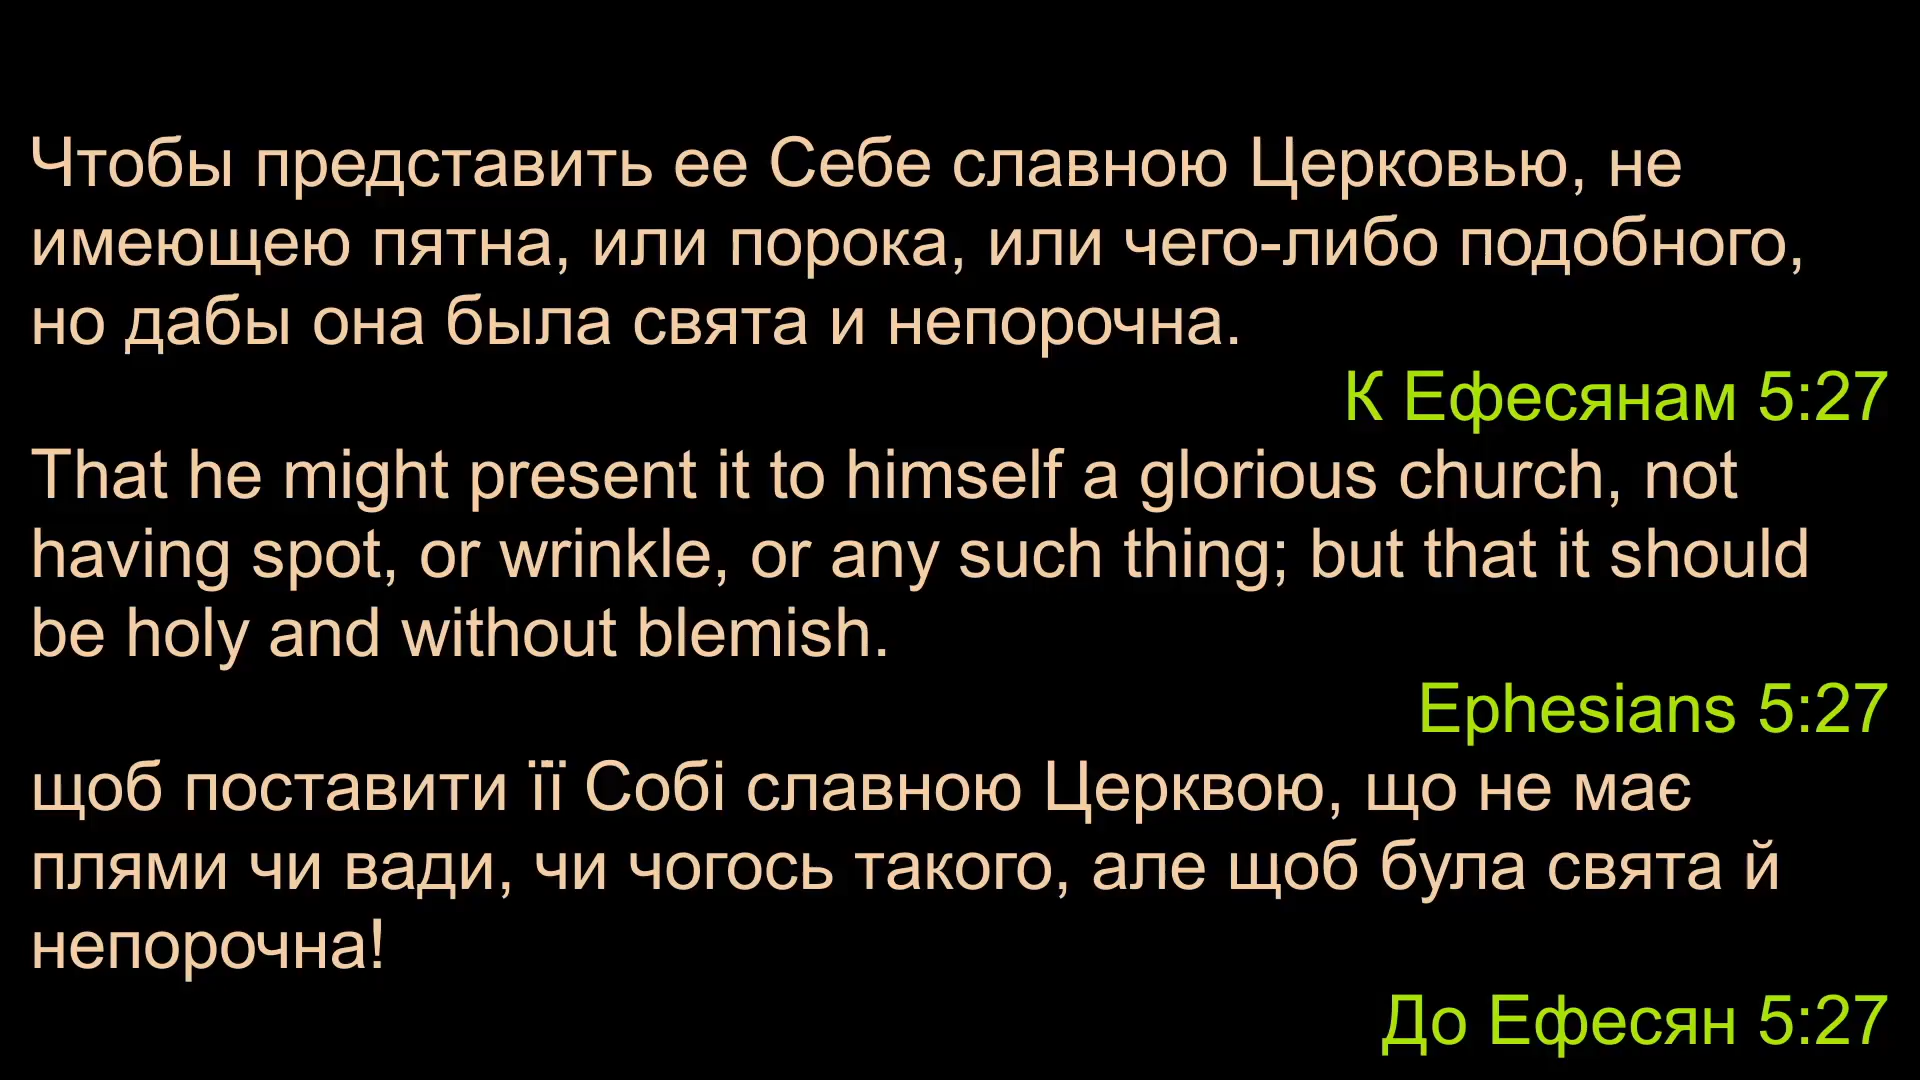 Чтобы представить ее Себе славною Церковью, не
имеющею пятна, или порока, или чего-либо подобного,
но дабы она была свята и непорочна.
К Ефесянам 5:27
That he might present it to himself a glorious church, not
having spot, or wrinkle, or any such thing; but that it should
be holy and without blemish.
Ephesians 5:27
щоб поставити її Собі славною Церквою, що не має
плями чи вади, чи чогось такого, але щоб була свята й
непорочна!
До Ефесян 5:27